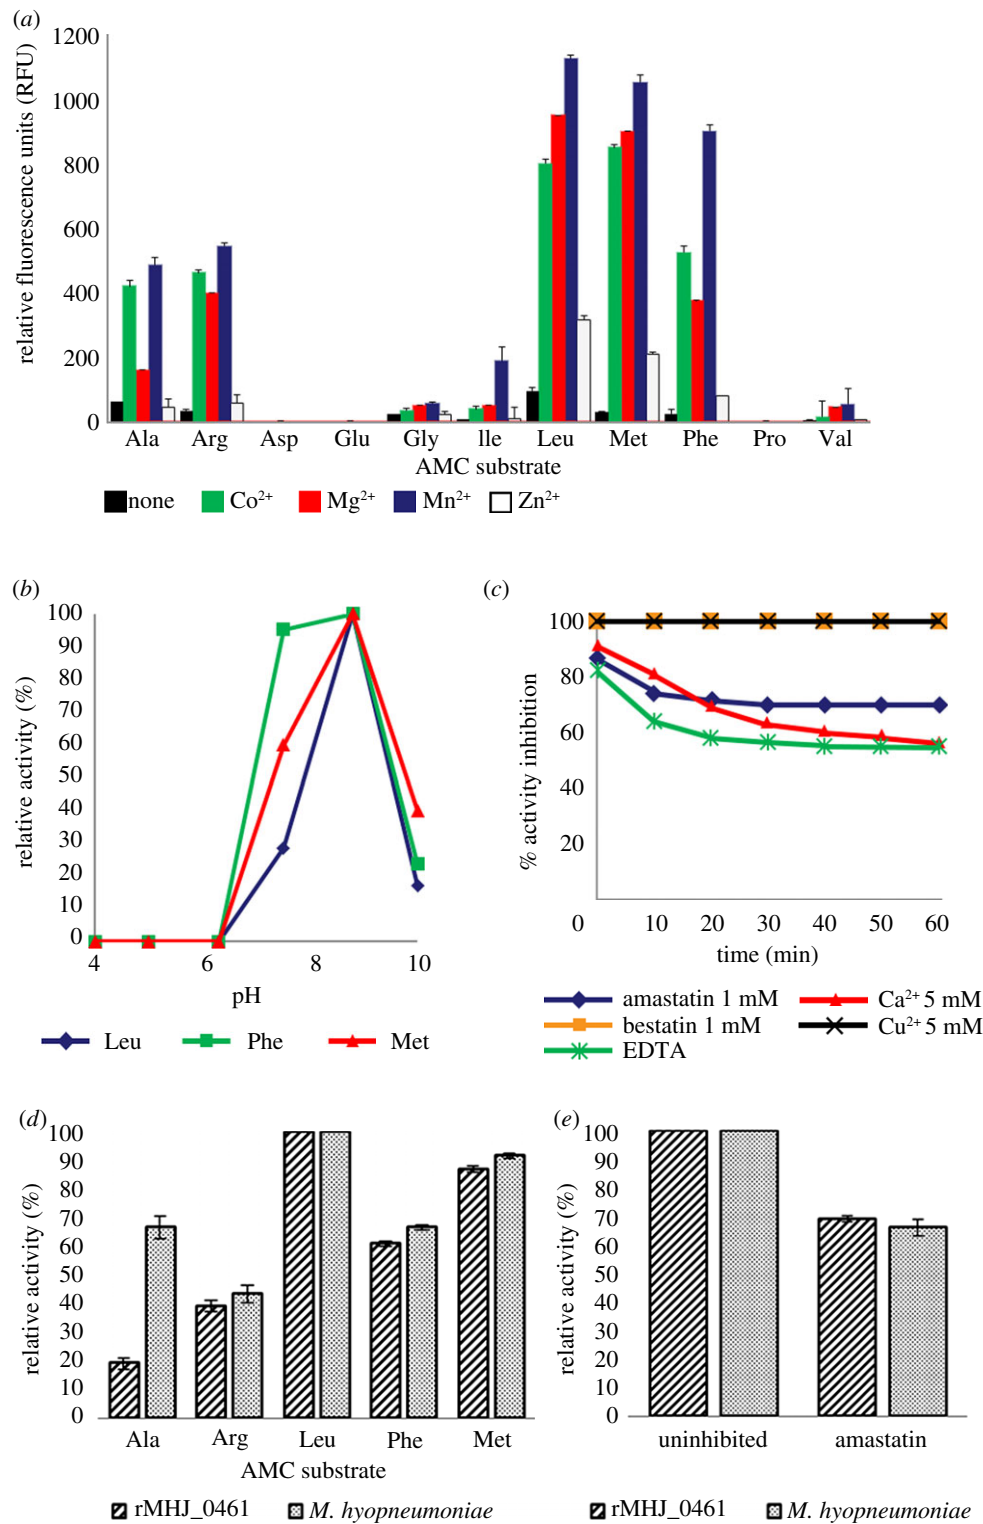 (a)
relative fluorescence units (RFU)
1200
1000
800
600
400
200
0
Ala Arg Asp Glu Gly Ile Leu Met Phe Pro Val
AMC substrate
none Co²⁺ Mg²⁺ Mn²⁺ Zn²⁺
(b)
relative activity (%)
100
90
80
70
60
50
40
30
20
10
0
4 6 8 10
pH
Leu Phe Met
(c)
% activity inhibition
100
80
60
40
20
0 10 20 30 40 50 60
time (min)
amastatin 1 mM Ca²⁺ 5 mM
bestatin 1 mM Cu²⁺ 5 mM
EDTA
(d)
relative activity (%)
100
90
80
70
60
50
40
30
20
10
0
Ala Arg Leu Phe Met
AMC substrate
rMHJ_0461 M. hyopneumoniae
(e)
relative activity (%)
100
90
80
70
60
50
40
30
20
10
0
uninhibited amastatin
rMHJ_0461 M. hyopneumoniae